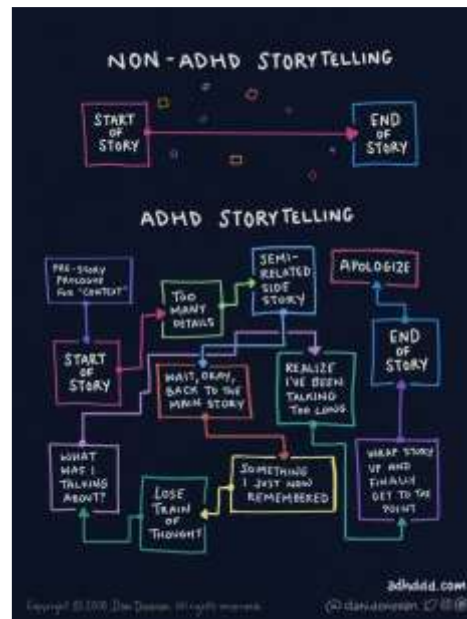 NON-ADHD STORYTELLING
START
OF
STORY
END
OF
STORY
ADHD STORYTELLING
PRE-STORY
PROLOGUE
FOR "CONTEXT"
START
OF
STORY
TOO
MANY
DETAILS
SEMI-
RELATED
SIDE
STORY
WAIT, OKAY,
BACK TO THE
MAIN STORY
SOMETHING
I JUST NOW
REMEMBERED
LOSE
TRAIN
OF
THOUGHT
WHAT
WAS I
TALKING
ABOUT?
REALIZE
I'VE BEEN
TALKING
TOO LONG
WRAP STORY
UP AND
FINALLY
GET TO THE
POINT
END
OF
STORY
APOLOGIZE
adhddd.com
All rights reserved